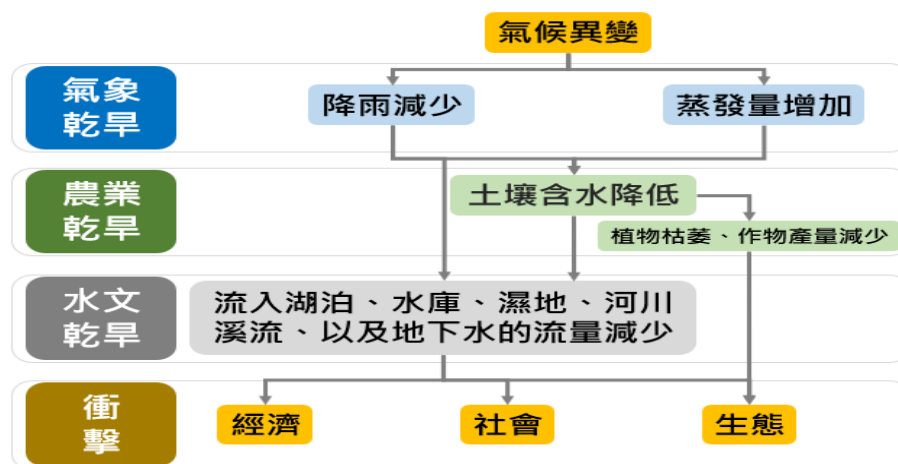 氣候異變
氣象
乾旱
降雨減少
蒸發量增加
農業
乾旱
土壤含水降低
植物枯萎、作物產量減少
水文
乾旱
流入湖泊、水庫、濕地、河川
溪流、以及地下水的流量減少
衝
擊
經濟
社會
生態